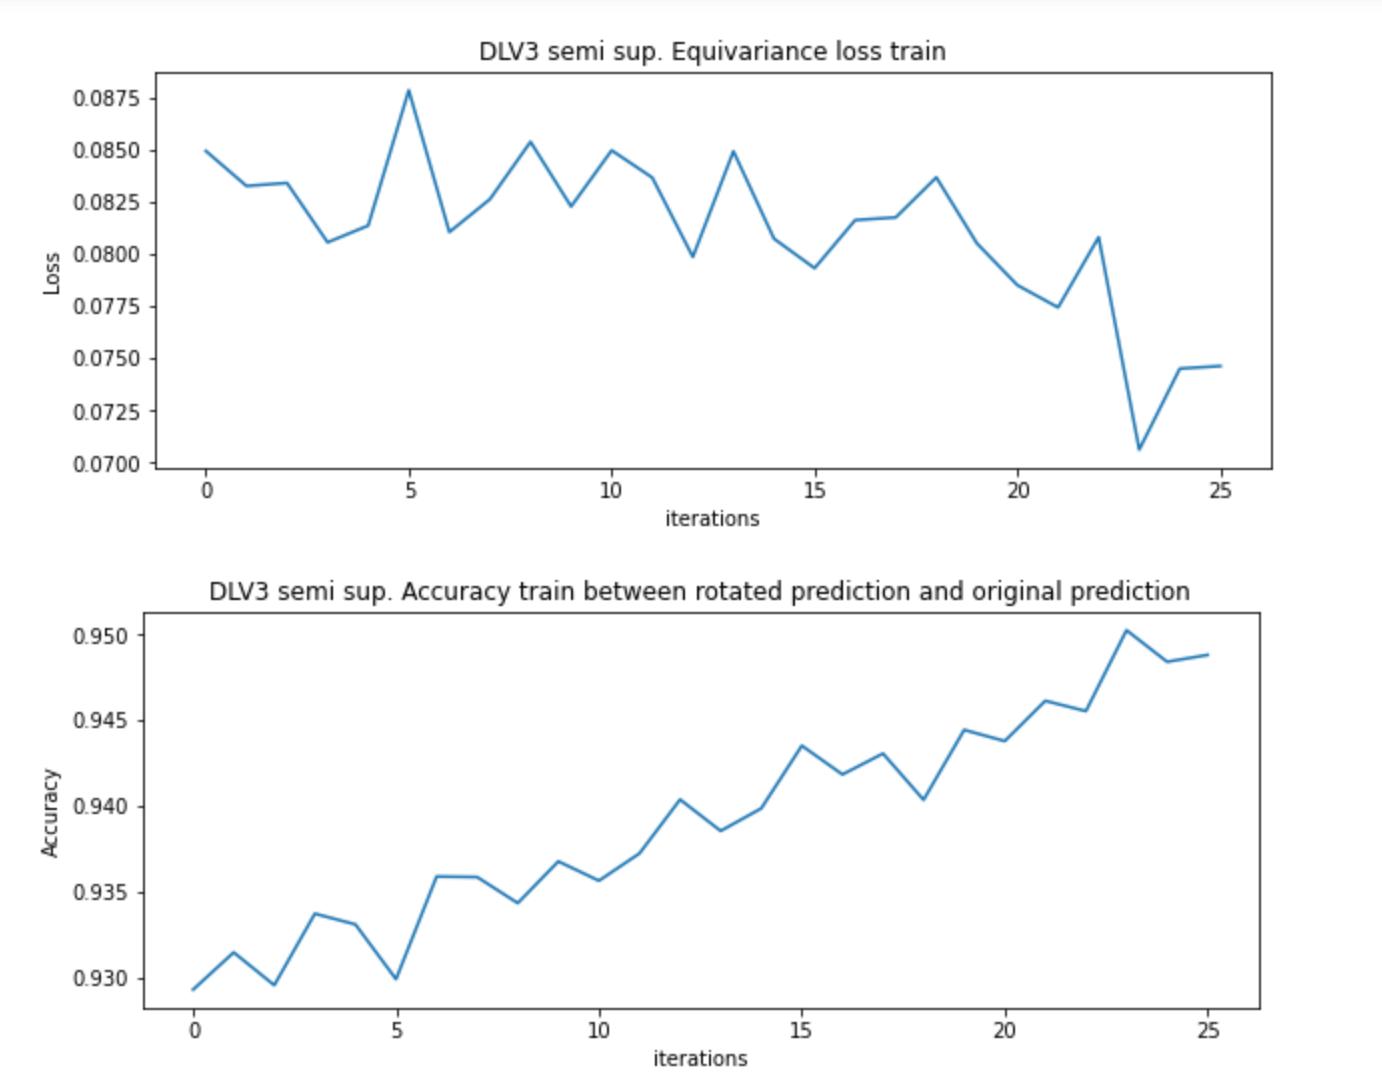 DLV3 semi sup. Equivariance loss train
0.0875
0.0850
0.0825
0.0800
0.0775
0.0750
0.0725
0.0700
Loss
0 5 10 15 20 25
iterations
DLV3 semi sup. Accuracy train between rotated prediction and original prediction
0.950
0.945
0.940
0.935
0.930
Accuracy
0 5 10 15 20 25
iterations